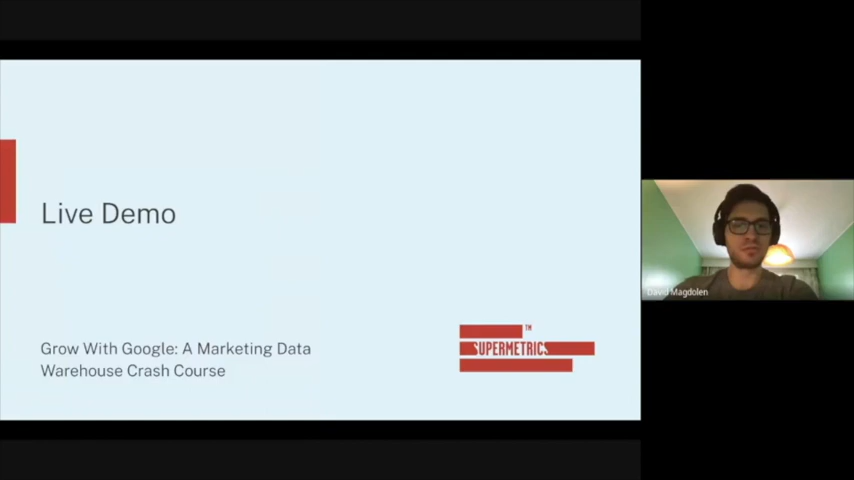 Live Demo
Grow With Google: A Marketing Data
Warehouse Crash Course
TM
SUPERMETRICS
David Magdolen